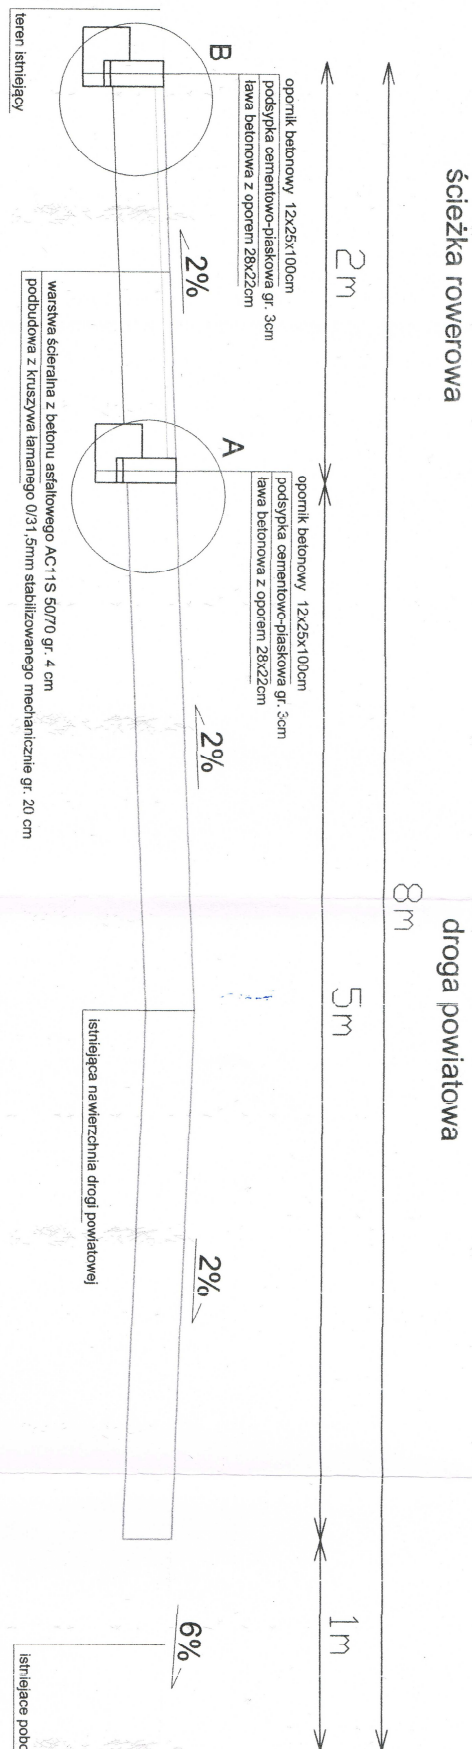 ścieżka rowerowa
droga powiatowa
8m
2m
5m
1m
B
opornik betonowy 12x25x100cm
podsypka cementowo-piaskowa gr. 3cm
ława betonowa z oporem 28x22cm
A
opornik betonowy 12x25x100cm
podsypka cementowo-piaskowa gr. 3cm
ława betonowa z oporem 28x22cm
2%
2%
2%
6%
teren istniejący
warstwa ścieralna z betonu asfaltowego AC11S 50/70 gr. 4 cm
podbudowa z kruszywa łamanego 0/31,5mm stabilizowanego mechanicznie gr. 20 cm
istniejąca nawierzchnia drogi powiatowej
istniejace